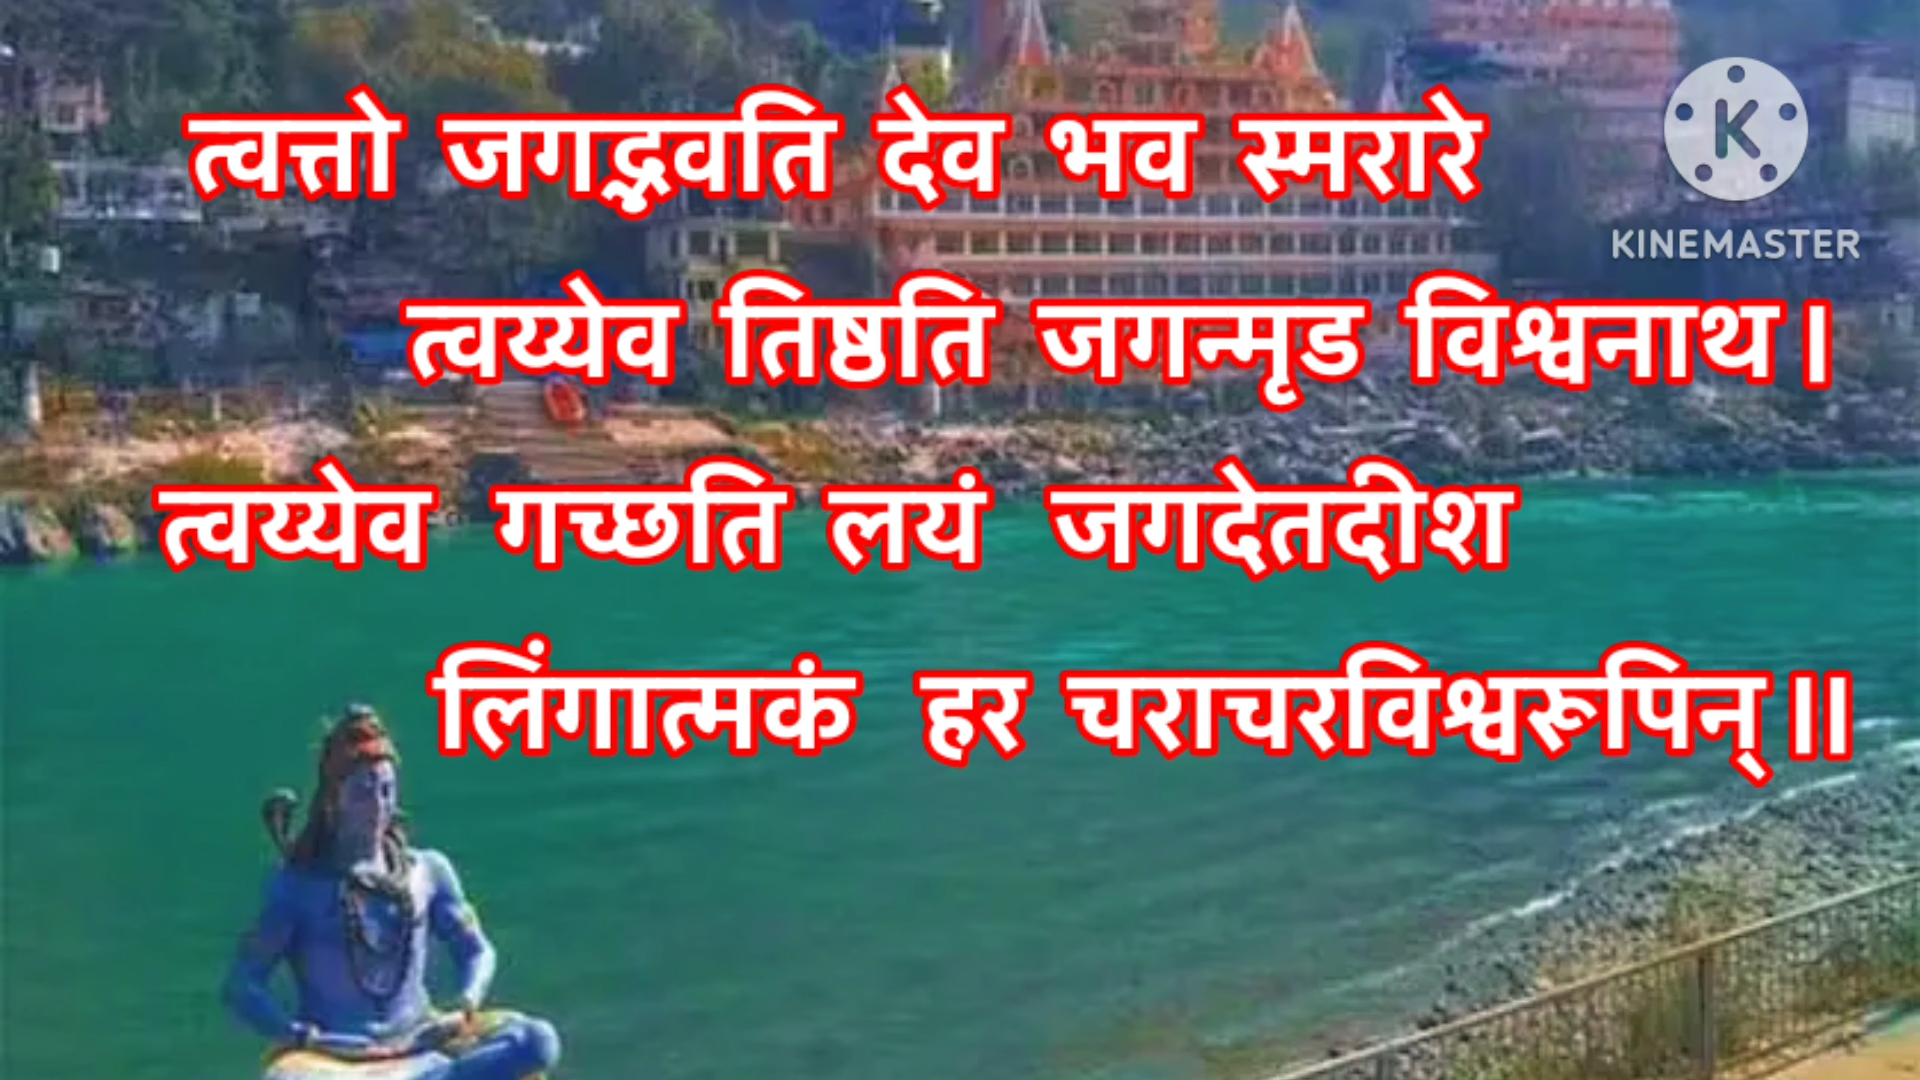 त्वत्तो जगद्भवति देव भव स्मरारे
K
KINEMASTER
त्वय्येव तिष्ठति जगन्मृड विश्वनाथ।
त्वय्येव गच्छति लयं जगदेतदीश
लिंगात्मकं हर चराचरविश्वरूपिन्॥